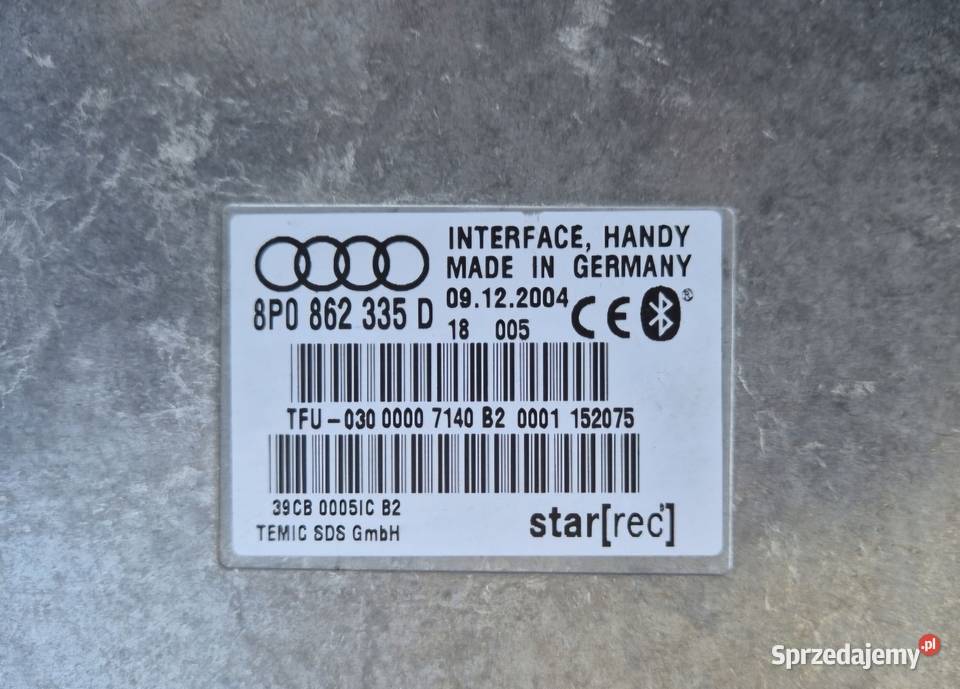 INTERFACE, HANDY
MADE IN GERMANY
8P0 862 335 D
09.12.2004
18 005
CE
TFU-030 0000 7140 B2 0001 152075
39CB 0005IC B2
TEMIC SDS GmbH
star[rec]
Sprzedajemy.pl